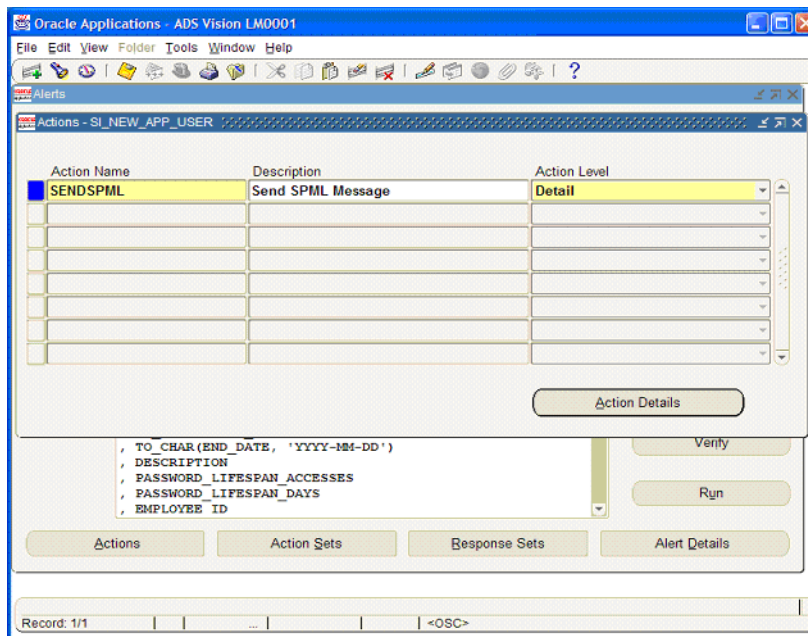 Oracle Applications - ADS Vision LM0001
File Edit View Folder Tools Window Help
Alerts
Actions - SI_NEW_APP_USER
Action Name Description Action Level
SENDSPML Send SPML Message Detail
Action Details
, TO_CHAR(END_DATE, 'YYYY-MM-DD')
, DESCRIPTION
, PASSWORD_LIFESPAN_ACCESSES
, PASSWORD_LIFESPAN_DAYS
, EMPLOYEE_ID
Verify
Run
Actions Action Sets Response Sets Alert Details
Record: 1/1 ... <OSC>